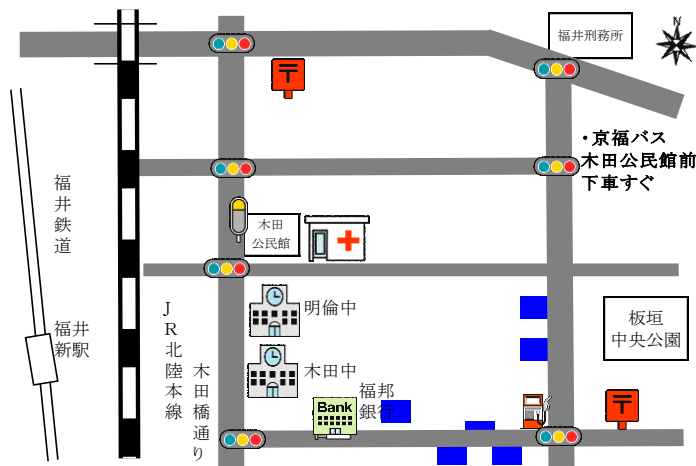 福井刑務所
N
・京福バス
木田公民館前
下車すぐ
福井鉄道
木田
公民館
明倫中
木田中
JR北陸本線
木田橋通り
福井
新駅
板垣
中央公園
福邦
銀行
Bank